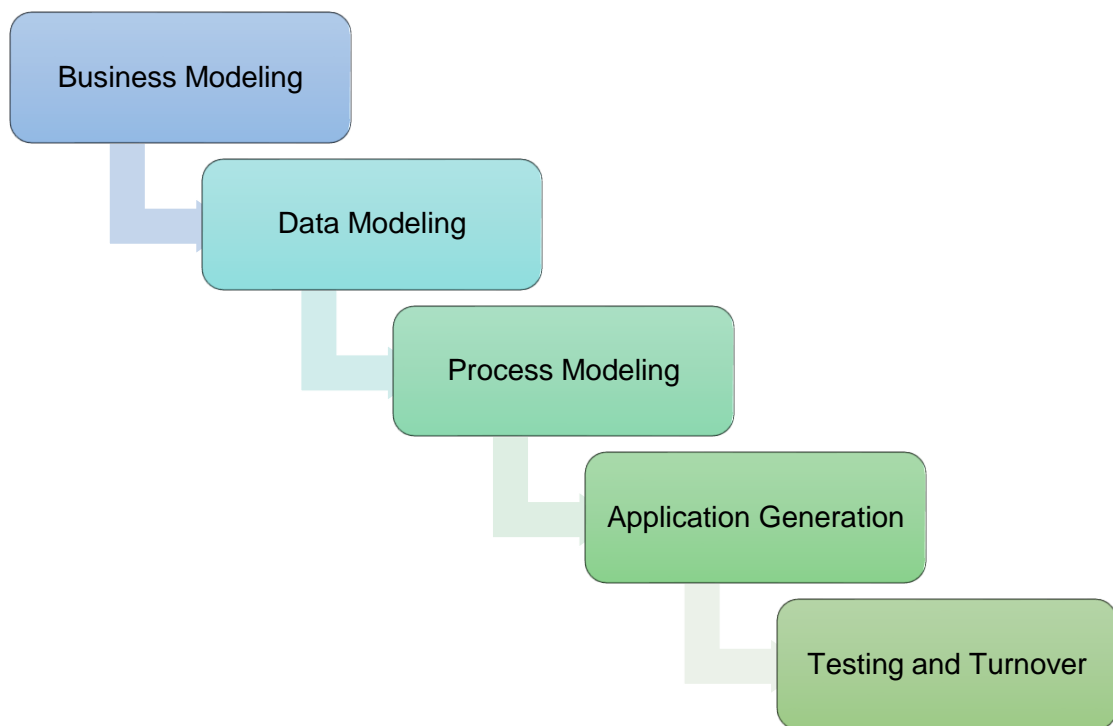 Business Modeling
Data Modeling
Process Modeling
Application Generation
Testing and Turnover